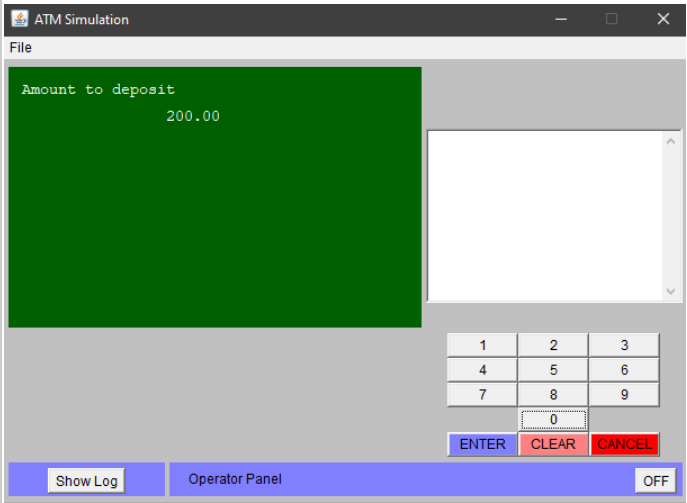 ATM Simulation
File
Amount to deposit
200.00
1 2 3
4 5 6
7 8 9
0
ENTER CLEAR CANCEL
Show Log Operator Panel OFF